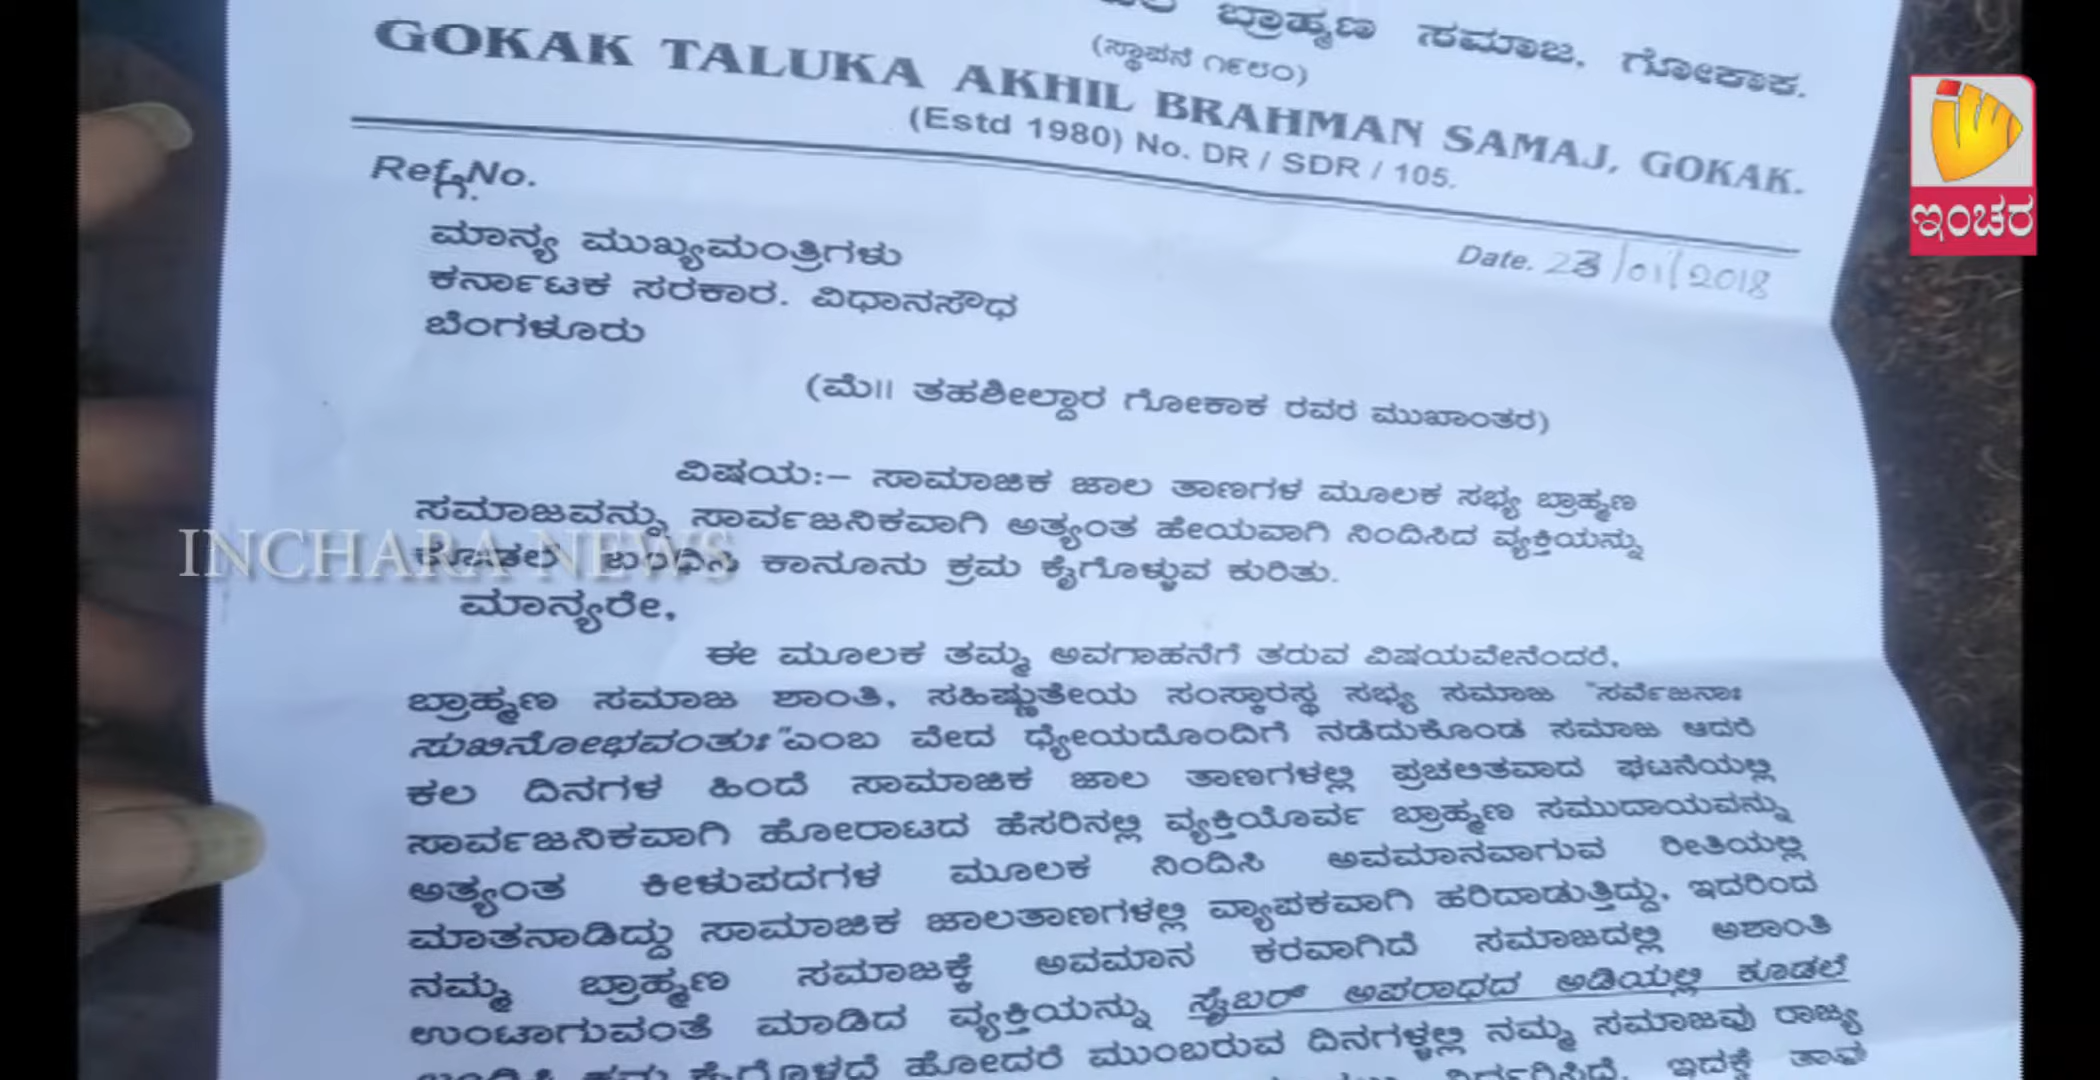 ಬ್ರಾಹ್ಮಣ ಸಮಾಜ, ಗೋಕಾಕ.
(ಸ್ಥಾಪನೆ ೧೯೮೦)
GOKAK TALUKA AKHIL BRAHMAN SAMAJ, GOKAK.
(Estd 1980) No. DR / SDR / 105.
Ref. No.
ಗೆ.
Date. 23/01/2018
ಮಾನ್ಯ ಮುಖ್ಯಮಂತ್ರಿಗಳು
ಕರ್ನಾಟಕ ಸರಕಾರ. ವಿಧಾನಸೌಧ
ಬೆಂಗಳೂರು
(ಮೆ|| ತಹಶೀಲ್ದಾರ ಗೋಕಾಕ ರವರ ಮುಖಾಂತರ)
ವಿಷಯ:– ಸಾಮಾಜಿಕ ಜಾಲ ತಾಣಗಳ ಮೂಲಕ ಸಭ್ಯ ಬ್ರಾಹ್ಮಣ
ಸಮಾಜವನ್ನು ಸಾರ್ವಜನಿಕವಾಗಿ ಅತ್ಯಂತ ಹೇಯವಾಗಿ ನಿಂದಿಸಿದ ವ್ಯಕ್ತಿಯನ್ನು
ಕಾನೂನು ಕ್ರಮ ಕೈಗೊಳ್ಳುವ ಕುರಿತು.
ಮಾನ್ಯರೇ,
ಈ ಮೂಲಕ ತಮ್ಮ ಅವಗಾಹನೆಗೆ ತರುವ ವಿಷಯವೇನೆಂದರೆ,
ಬ್ರಾಹ್ಮಣ ಸಮಾಜ ಶಾಂತಿ, ಸಹಿಷ್ಣುತೇಯ ಸಂಸ್ಕಾರಸ್ಥ ಸಭ್ಯ ಸಮಾಜ "ಸರ್ವೆಜನಾಃ
ಸುಖಿನೋಭವಂತುಃ"ಎಂಬ ವೇದ ಧ್ಯೇಯದೊಂದಿಗೆ ನಡೆದುಕೊಂಡ ಸಮಾಜ ಆದರೆ
ಕಲ ದಿನಗಳ ಹಿಂದೆ ಸಾಮಾಜಿಕ ಜಾಲ ತಾಣಗಳಲ್ಲಿ ಪ್ರಚಲಿತವಾದ ಘಟನೆಯಲ್ಲಿ
ಸಾರ್ವಜನಿಕವಾಗಿ ಹೋರಾಟದ ಹೆಸರಿನಲ್ಲಿ ವ್ಯಕ್ತಿಯೊರ್ವ ಬ್ರಾಹ್ಮಣ ಸಮುದಾಯವನ್ನು
ಅತ್ಯಂತ ಕೀಳುಪದಗಳ ಮೂಲಕ ನಿಂದಿಸಿ ಅವಮಾನವಾಗುವ ರೀತಿಯಲ್ಲಿ
ಮಾತನಾಡಿದ್ದು ಸಾಮಾಜಿಕ ಜಾಲತಾಣಗಳಲ್ಲಿ ವ್ಯಾಪಕವಾಗಿ ಹರಿದಾಡುತ್ತಿದ್ದು, ಇದರಿಂದ
ನಮ್ಮ ಬ್ರಾಹ್ಮಣ ಸಮಾಜಕ್ಕೆ ಅವಮಾನ ಕರವಾಗಿದೆ ಸಮಾಜದಲ್ಲಿ ಅಶಾಂತಿ
ಉಂಟಾಗುವಂತೆ ಮಾಡಿದ ವ್ಯಕ್ತಿಯನ್ನು ಸೈಬರ್ ಅಪರಾಧದ ಅಡಿಯಲ್ಲಿ ಕೂಡಲೆ
ಬಂಧಿಸಿ ಕ್ರಮ ಕೈಗೊಳ್ಳದೆ ಹೋದರೆ ಮುಂಬರುವ ದಿನಗಳ್ಳಲ್ಲಿ ನಮ್ಮ ಸಮಾಜವು ರಾಜ್ಯ
ನಿರ್ಧರಿಸಿದೆ. ಇದಕ್ಕೆ ತಾವು
INCHARA NEWS
ಇಂಚರ